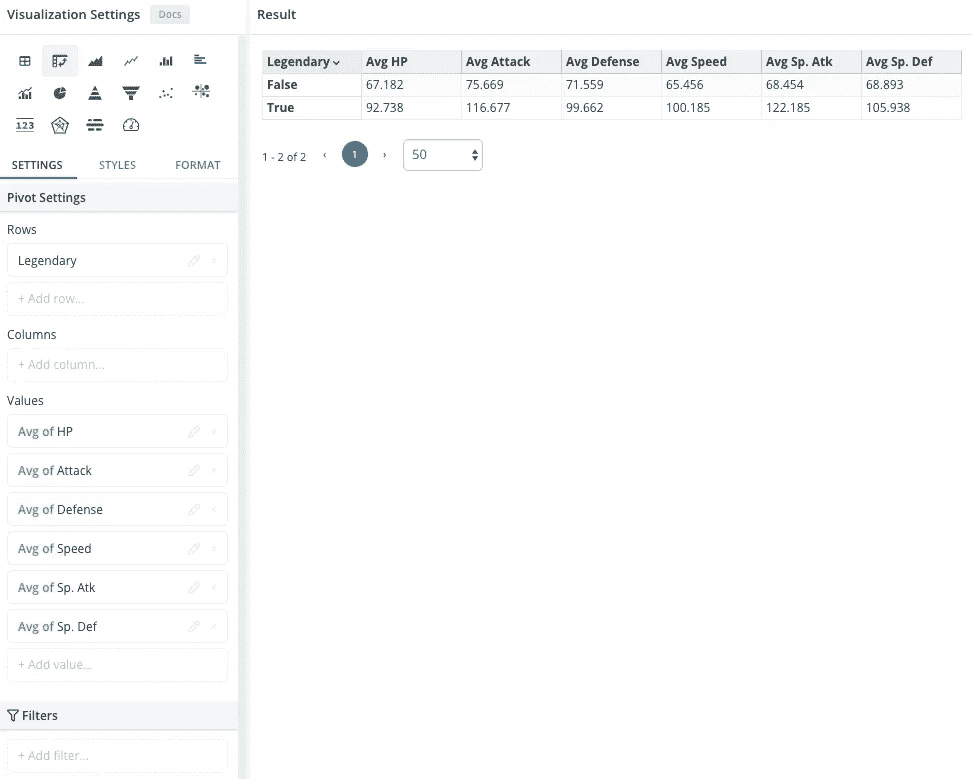 Visualization Settings Docs
Result
123
SETTINGS STYLES FORMAT
Pivot Settings
Rows
Legendary
+ Add row...
Columns
+ Add column...
Values
Avg of HP
Avg of Attack
Avg of Defense
Avg of Speed
Avg of Sp. Atk
Avg of Sp. Def
+ Add value...
Filters
+ Add filter...
Legendary Avg HP Avg Attack Avg Defense Avg Speed Avg Sp. Atk Avg Sp. Def
False 67.182 75.669 71.559 65.456 68.454 68.893
True 92.738 116.677 99.662 100.185 122.185 105.938
1 - 2 of 2 ‹ 1 › 50